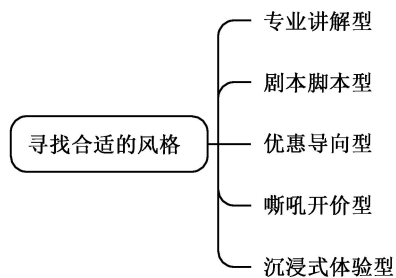 专业讲解型
剧本脚本型
寻找合适的风格
优惠导向型
嘶吼开价型
沉浸式体验型